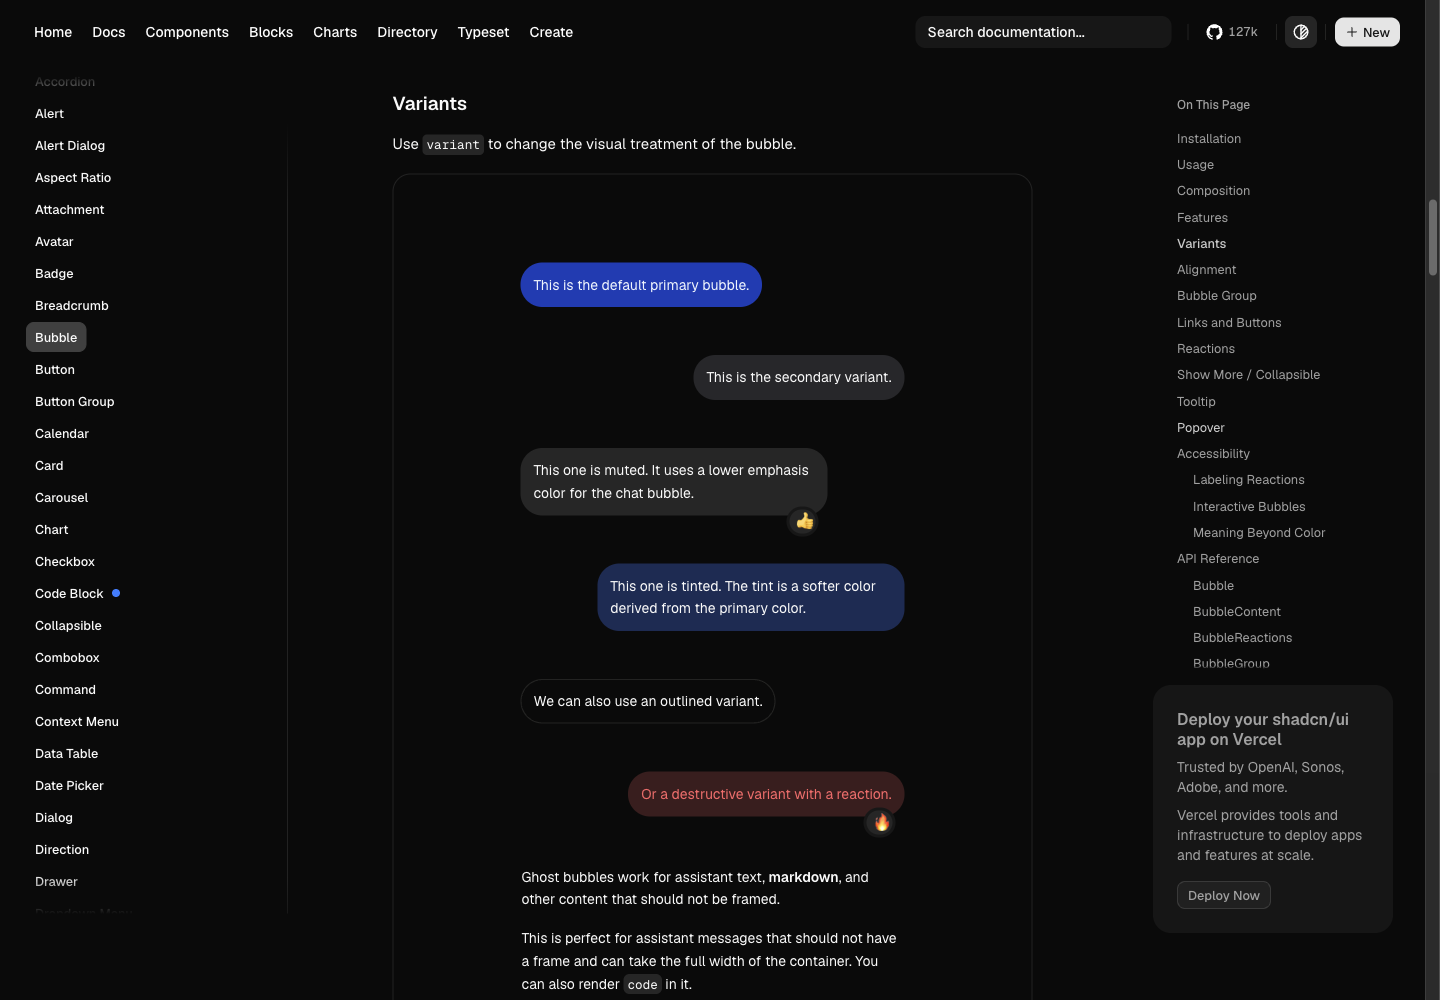 Home Docs Components Blocks Charts Directory Typeset Create
Search documentation...
127k
New
Accordion
Alert
Alert Dialog
Aspect Ratio
Attachment
Avatar
Badge
Breadcrumb
Bubble
Button
Button Group
Calendar
Card
Carousel
Chart
Checkbox
Code Block
Collapsible
Combobox
Command
Context Menu
Data Table
Date Picker
Dialog
Direction
Drawer
Dropdown Menu
Variants
Use variant to change the visual treatment of the bubble.
This is the default primary bubble.
This is the secondary variant.
This one is muted. It uses a lower emphasis
color for the chat bubble.
👍
This one is tinted. The tint is a softer color
derived from the primary color.
We can also use an outlined variant.
Or a destructive variant with a reaction.
🔥
Ghost bubbles work for assistant text, markdown, and
other content that should not be framed.
This is perfect for assistant messages that should not have
a frame and can take the full width of the container. You
can also render code in it.
On This Page
Installation
Usage
Composition
Features
Variants
Alignment
Bubble Group
Links and Buttons
Reactions
Show More / Collapsible
Tooltip
Popover
Accessibility
Labeling Reactions
Interactive Bubbles
Meaning Beyond Color
API Reference
Bubble
BubbleContent
BubbleReactions
BubbleGroup
Deploy your shadcn/ui
app on Vercel
Trusted by OpenAI, Sonos,
Adobe, and more.
Vercel provides tools and
infrastructure to deploy apps
and features at scale.
Deploy Now